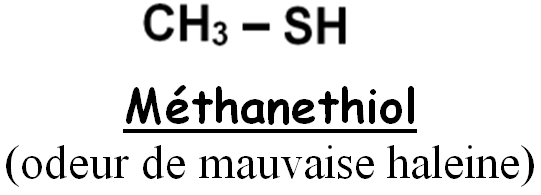 CH₃ – SH
Méthanethiol
(odeur de mauvaise haleine)